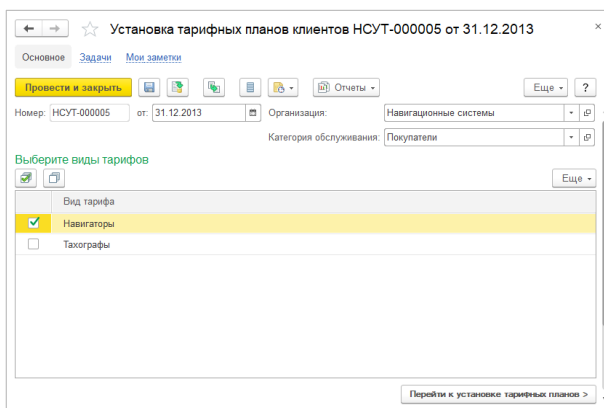 Установка тарифных планов клиентов НСУТ-000005 от 31.12.2013
Основное Задачи Мои заметки
Провести и закрыть Отчеты Еще ?
Номер: НСУТ-000005 от: 31.12.2013 Организация: Навигационные системы
Категория обслуживания: Покупатели
Выберите виды тарифов
Еще
Вид тарифа
Навигаторы
Тахографы
Перейти к установке тарифных планов >